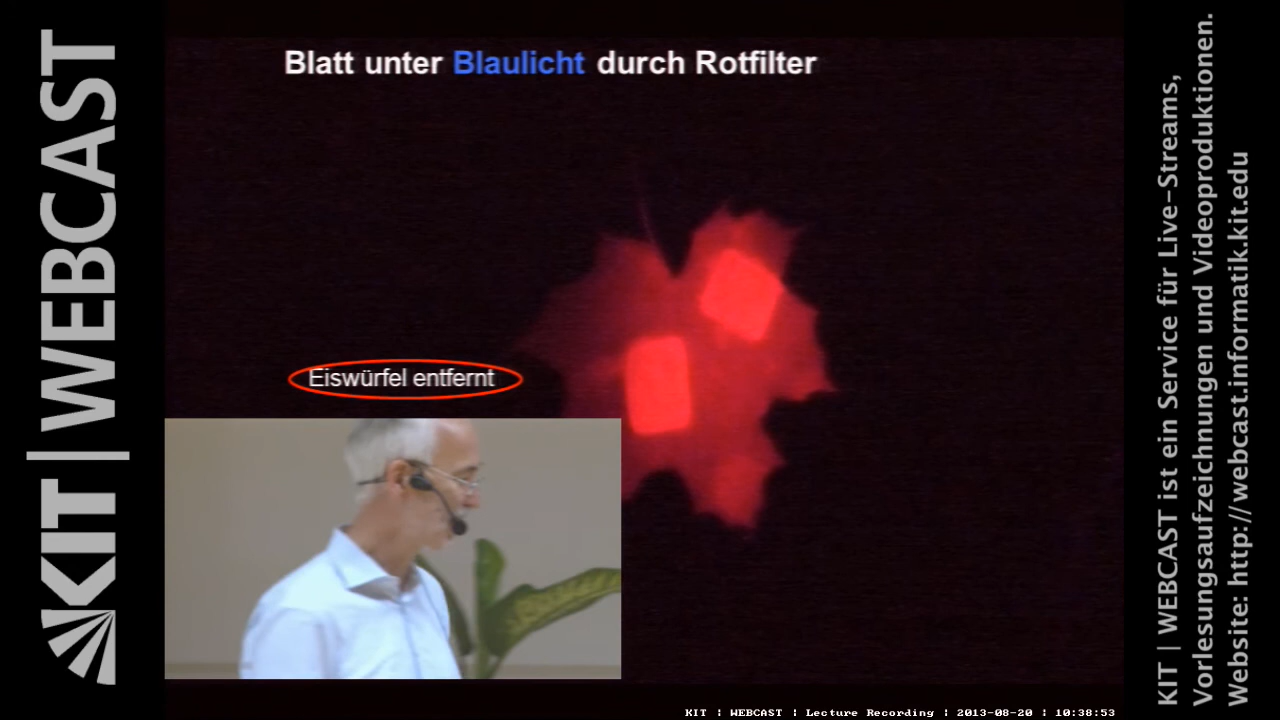 KIT | WEBCAST
Blatt unter Blaulicht durch Rotfilter
Eiswürfel entfernt
KIT | WEBCAST ist ein Service für Live-Streams,
Vorlesungsaufzeichnungen und Videoproduktionen.
Website: http://webcast.informatik.kit.edu
KIT ¦ WEBCAST ¦ Lecture Recording ¦ 2013-08-20 ¦ 10:38:53